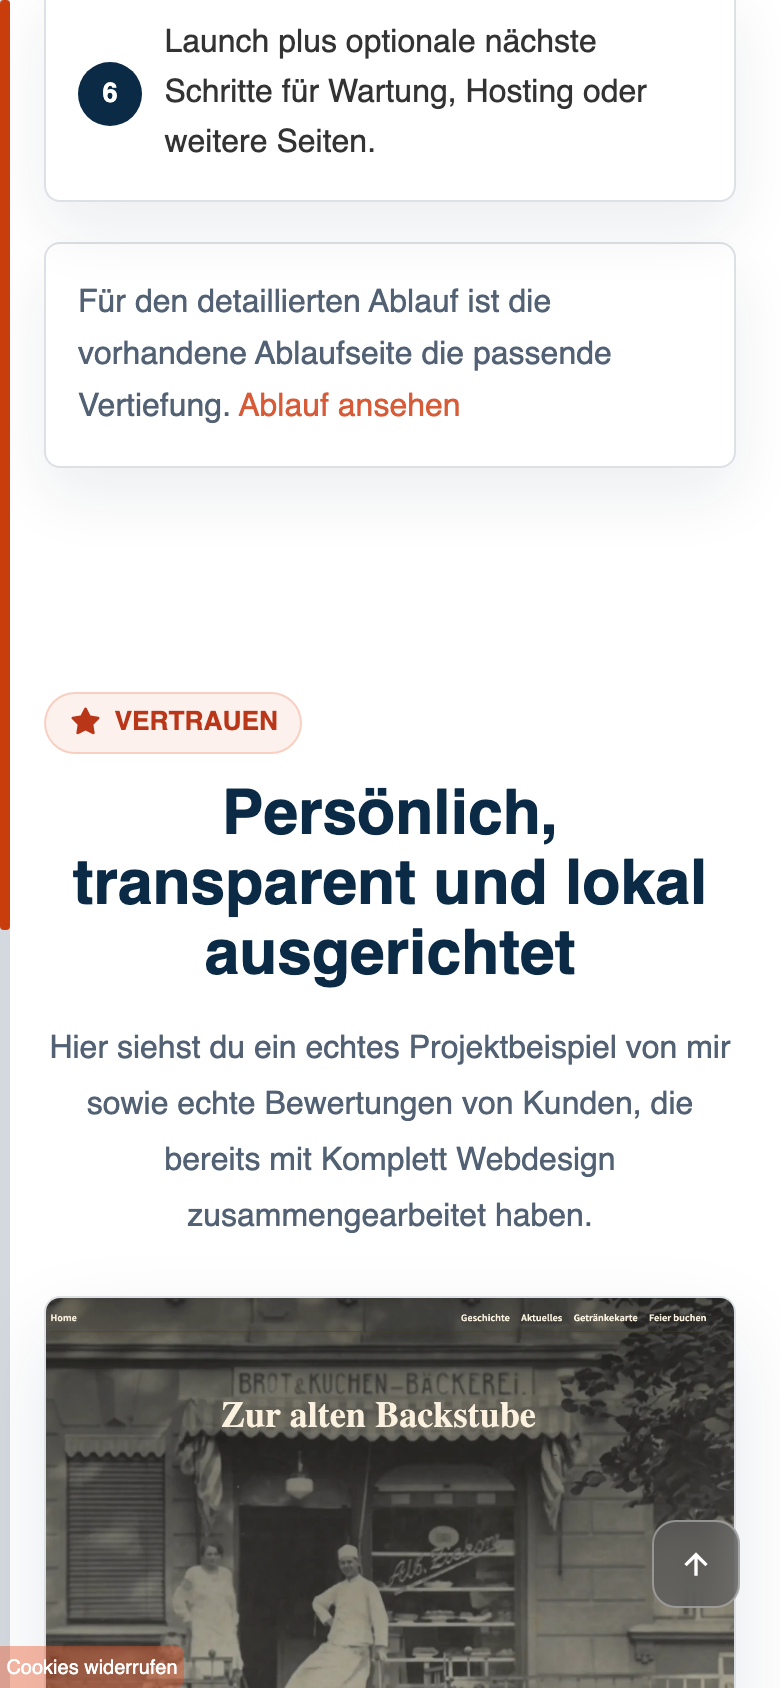 6
Launch plus optionale nächste
Schritte für Wartung, Hosting oder
weitere Seiten.
Für den detaillierten Ablauf ist die
vorhandene Ablaufseite die passende
Vertiefung. Ablauf ansehen
VERTRAUEN
Persönlich,
transparent und lokal
ausgerichtet
Hier siehst du ein echtes Projektbeispiel von mir
sowie echte Bewertungen von Kunden, die
bereits mit Komplett Webdesign
zusammengearbeitet haben.
Home Geschichte Aktuelles Getränkekarte Feier buchen
BROT & KUCHEN-BÄCKEREI
Zur alten Backstube
Cookies widerrufen